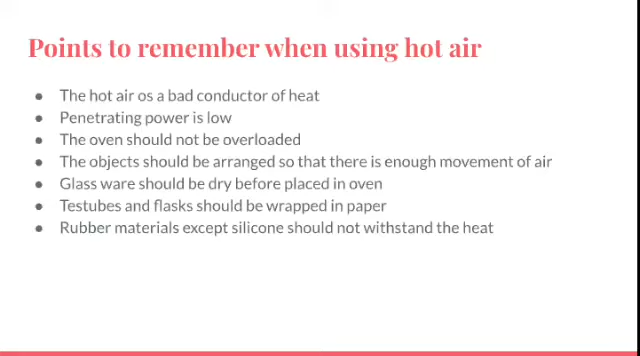 Points to remember when using hot air
● The hot air os a bad conductor of heat
● Penetrating power is low
● The oven should not be overloaded
● The objects should be arranged so that there is enough movement of air
● Glass ware should be dry before placed in oven
● Testubes and flasks should be wrapped in paper
● Rubber materials except silicone should not withstand the heat